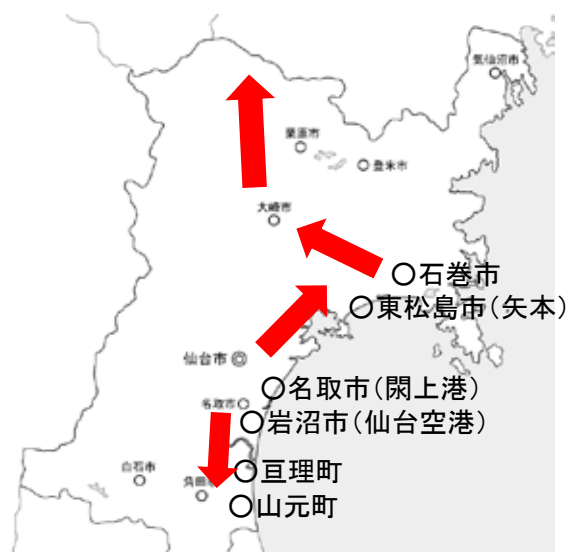 気仙沼市
栗原市
登米市
大崎市
○石巻市
○東松島市(矢本)
仙台市
○名取市(閖上港)
名取市
○岩沼市(仙台空港)
○亘理町
白石市
角田
○山元町